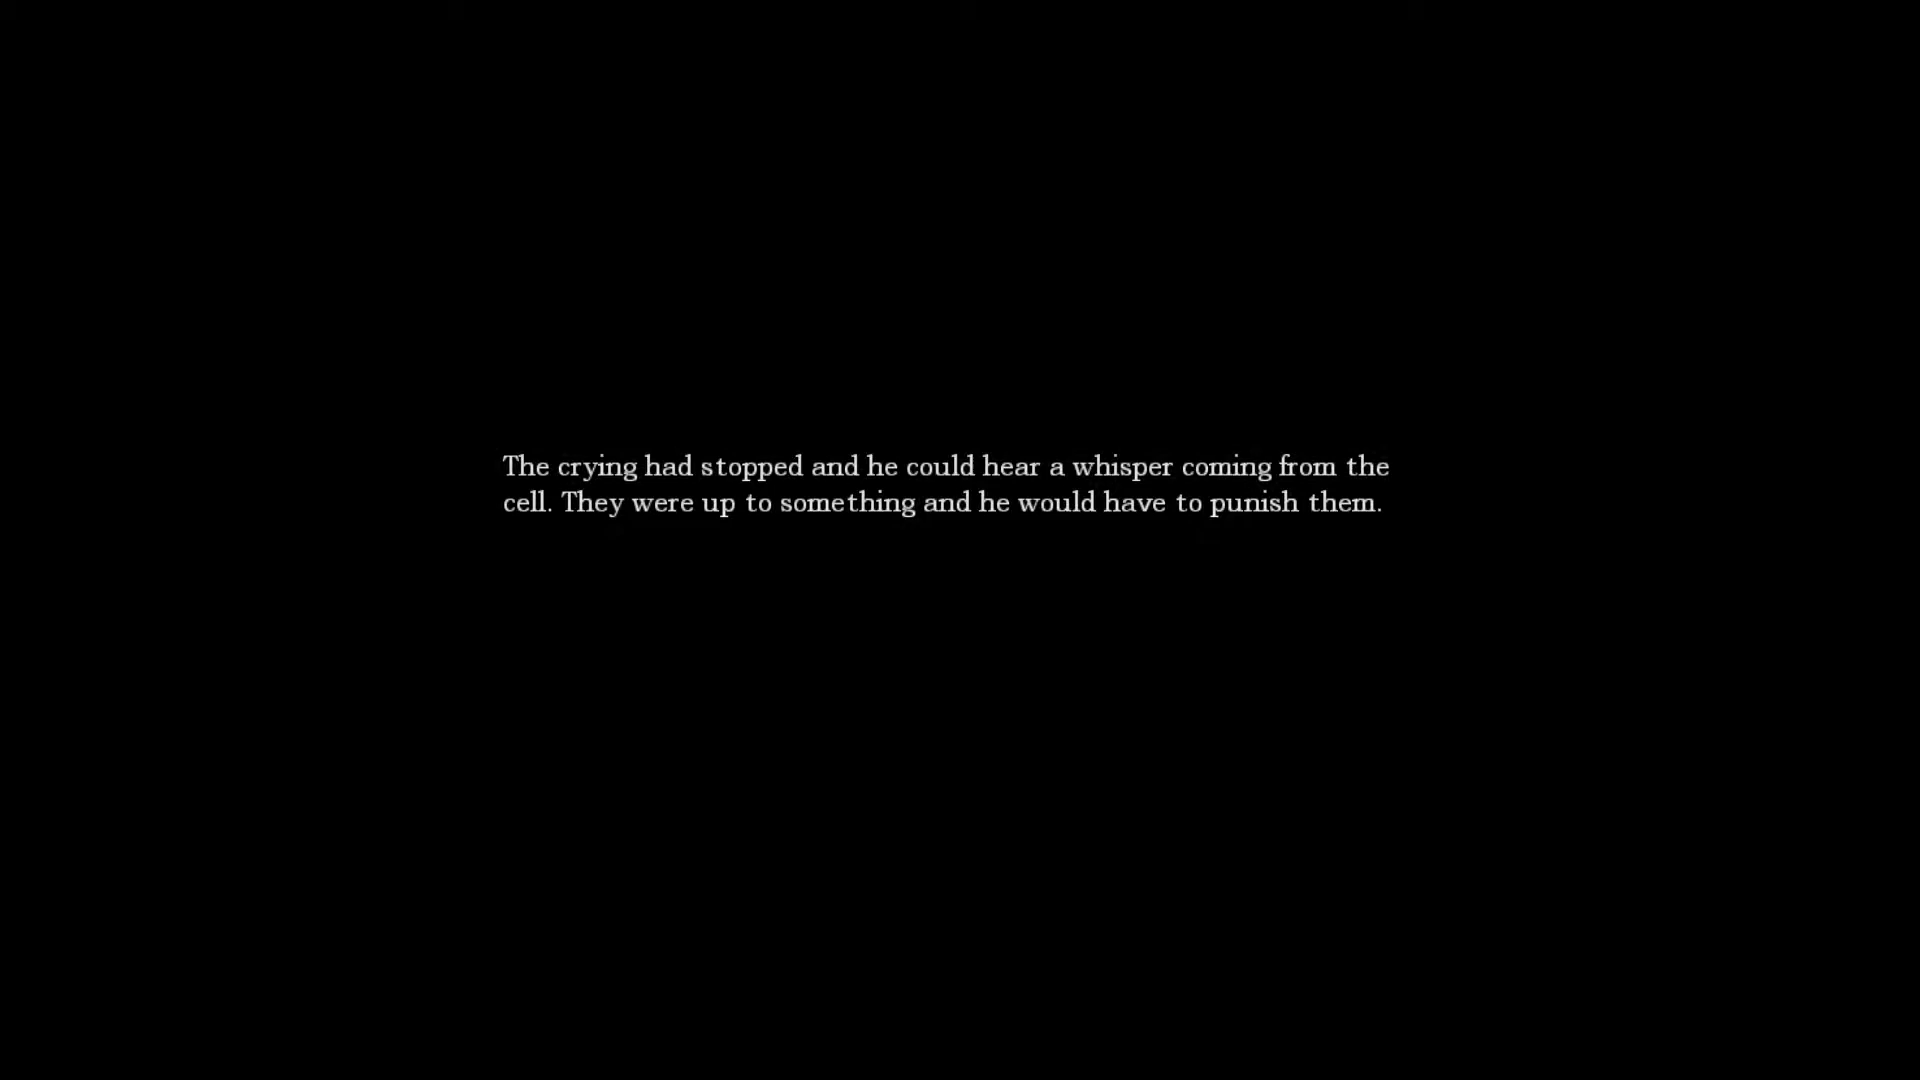 The crying had stopped and he could hear a whisper coming from the
cell. They were up to something and he would have to punish them.